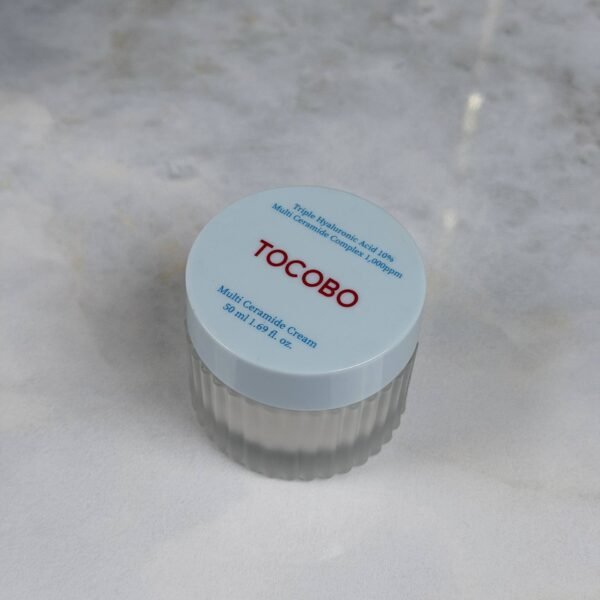 Triple Hyaluronic Acid 10%
Multi Ceramide Complex 1,000ppm
TOCOBO
Multi Ceramide Cream
50 ml 1.69 fl. oz.